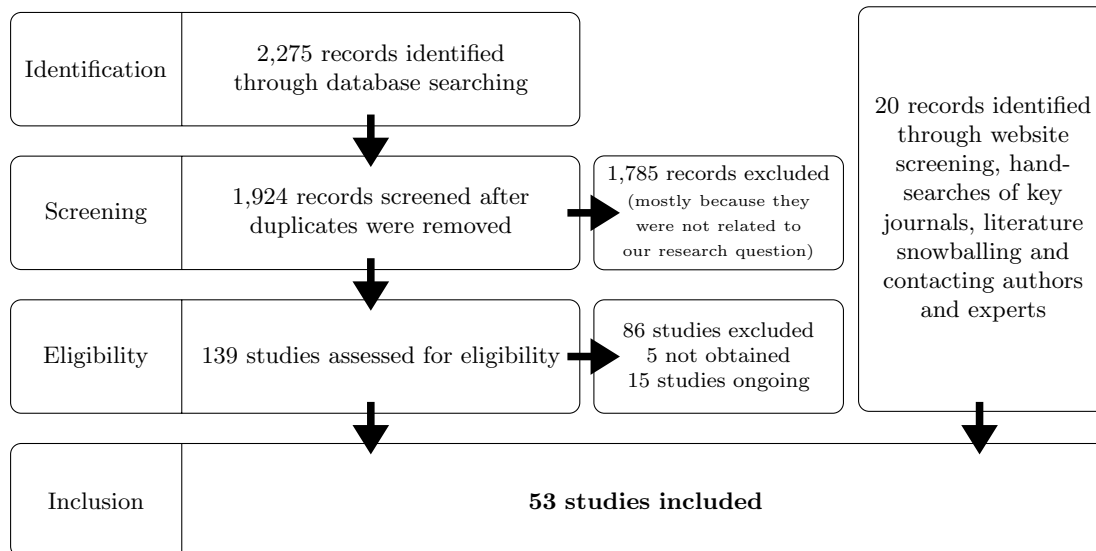 Identification
2,275 records identified
through database searching
Screening
1,924 records screened after
duplicates were removed
1,785 records excluded
(mostly because they
were not related to
our research question)
Eligibility
139 studies assessed for eligibility
86 studies excluded
5 not obtained
15 studies ongoing
20 records identified
through website
screening, hand-
searches of key
journals, literature
snowballing and
contacting authors
and experts
Inclusion
53 studies included